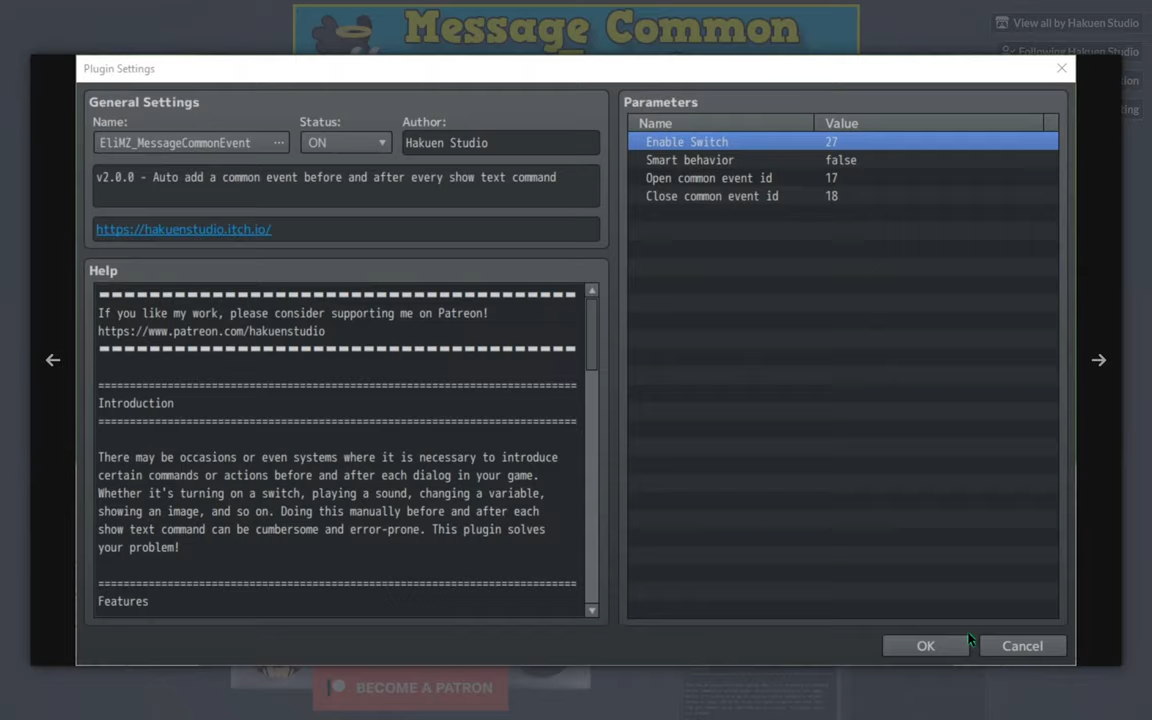 Message Common
View all by Hakuen Studio
Following Hakuen Studio
Plugin Settings
General Settings
Name:
Status:
Author:
EliMZ_MessageCommonEvent ...
ON
Hakuen Studio
v2.0.0 - Auto add a common event before and after every show text command
https://hakuenstudio.itch.io/
Help
If you like my work, please consider supporting me on Patreon!
https://www.patreon.com/hakuenstudio
============================================================
Introduction
============================================================
There may be occasions or even systems where it is necessary to introduce
certain commands or actions before and after each dialog in your game.
Whether it's turning on a switch, playing a sound, changing a variable,
showing an image, and so on. Doing this manually before and after each
show text command can be cumbersome and error-prone. This plugin solves
your problem!
============================================================
Features
Parameters
Name Value
Enable Switch 27
Smart behavior false
Open common event id 17
Close common event id 18
OK
Cancel
BECOME A PATRON